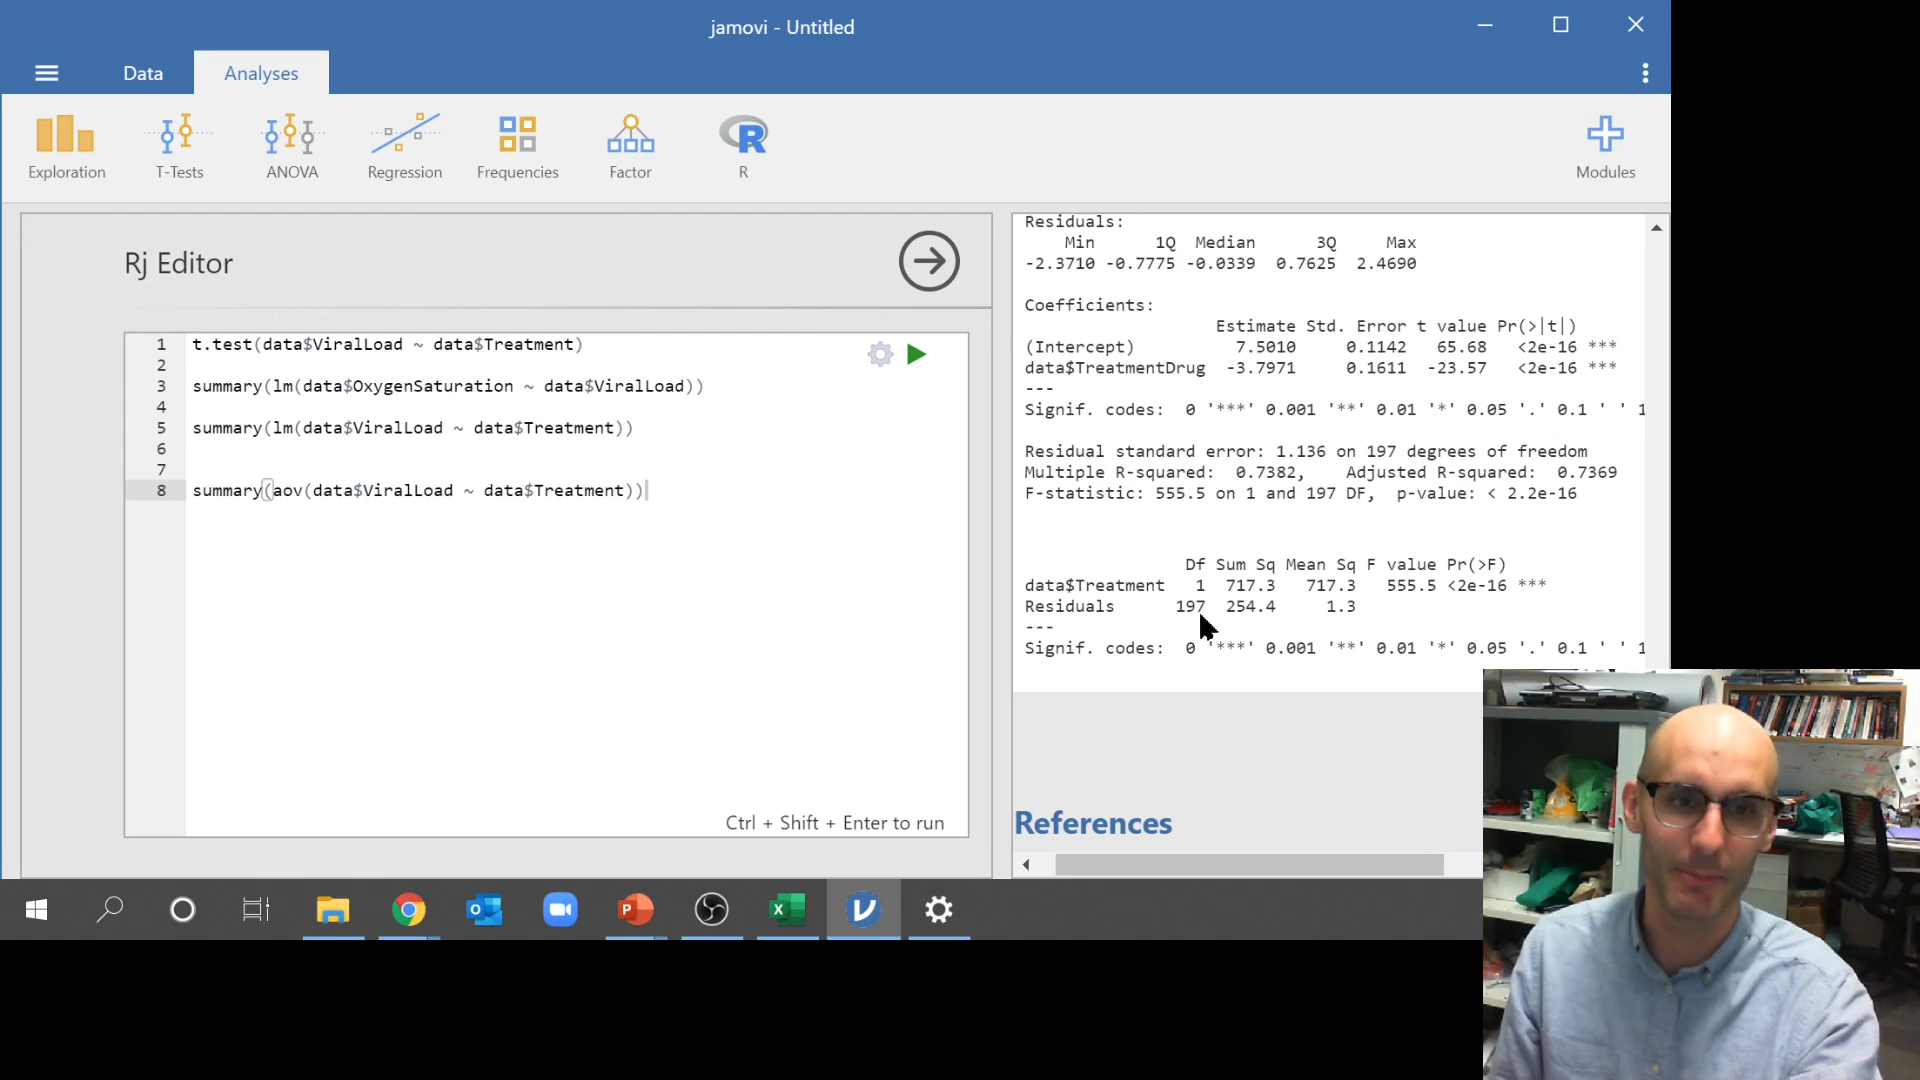 jamovi - Untitled
Data
Analyses
Exploration
T-Tests
ANOVA
Regression
Frequencies
Factor
R
Modules
Rj Editor
1 t.test(data$ViralLoad ~ data$Treatment)
2
3 summary(lm(data$OxygenSaturation ~ data$ViralLoad))
4
5 summary(lm(data$ViralLoad ~ data$Treatment))
6
7
8 summary(aov(data$ViralLoad ~ data$Treatment))
Ctrl + Shift + Enter to run
Residuals:
Min 1Q Median 3Q Max
-2.3710 -0.7775 -0.0339 0.7625 2.4690
Coefficients:
Estimate Std. Error t value Pr(>|t|)
(Intercept) 7.5010 0.1142 65.68 <2e-16 ***
data$TreatmentDrug -3.7971 0.1611 -23.57 <2e-16 ***
---
Signif. codes: 0 '***' 0.001 '**' 0.01 '*' 0.05 '.' 0.1 ' ' 1
Residual standard error: 1.136 on 197 degrees of freedom
Multiple R-squared: 0.7382, Adjusted R-squared: 0.7369
F-statistic: 555.5 on 1 and 197 DF, p-value: < 2.2e-16
Df Sum Sq Mean Sq F value Pr(>F)
data$Treatment 1 717.3 717.3 555.5 <2e-16 ***
Residuals 197 254.4 1.3
---
Signif. codes: 0 '***' 0.001 '**' 0.01 '*' 0.05 '.' 0.1 ' ' 1
References